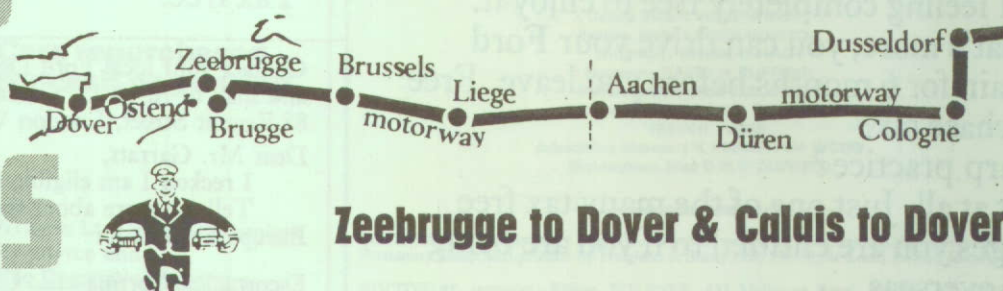 Dusseldorf
Zeebrugge
Brussels
Liege
Aachen
motorway
Ostend
Dover
Brugge
motorway
Düren
Cologne
Zeebrugge to Dover & Calais to Dover